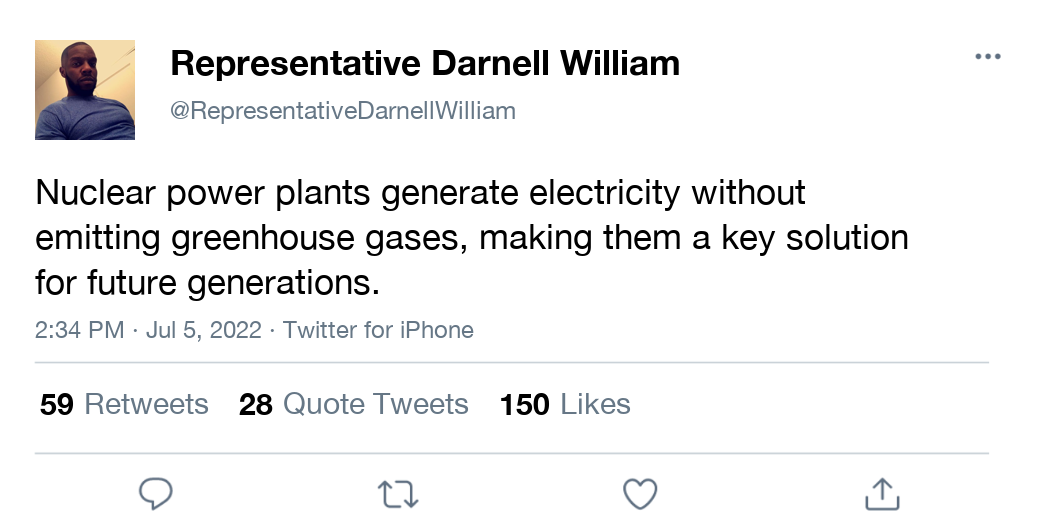 Representative Darnell William
@RepresentativeDarnellWilliam
Nuclear power plants generate electricity without
emitting greenhouse gases, making them a key solution
for future generations.
2:34 PM · Jul 5, 2022 · Twitter for iPhone
59 Retweets 28 Quote Tweets 150 Likes